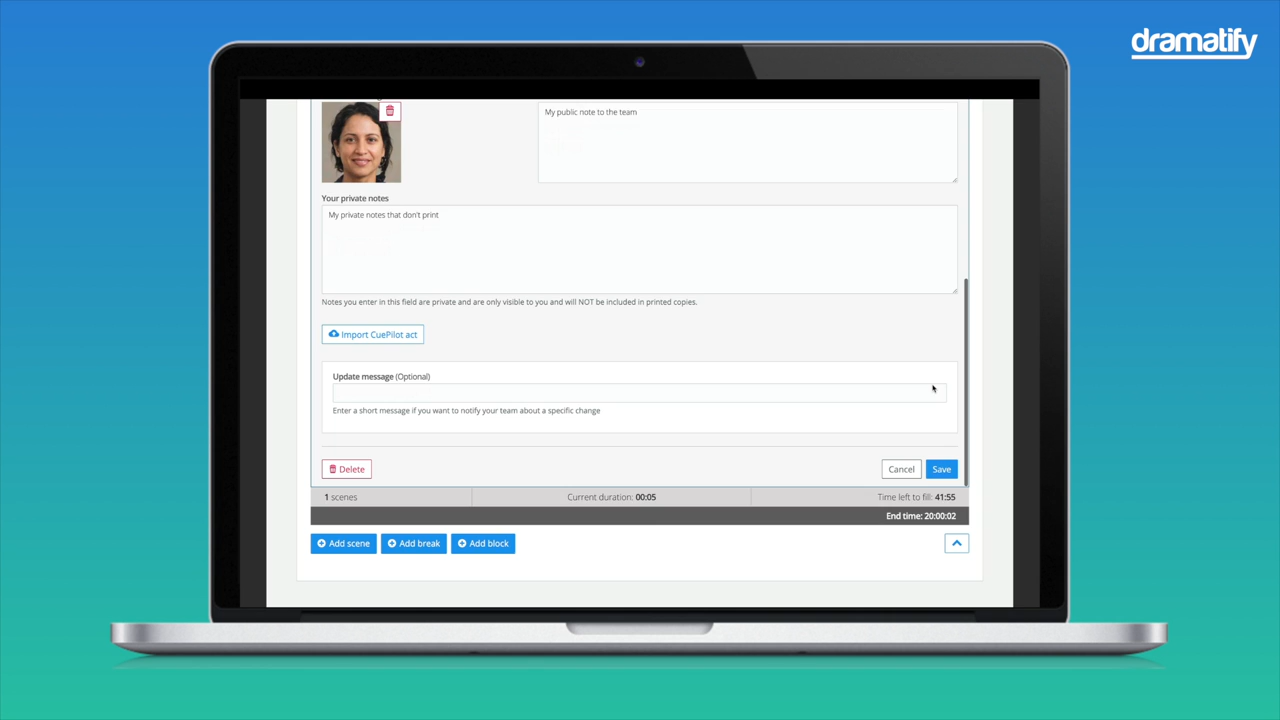 dramatify
My public note to the team
Your private notes
My private notes that don't print
Notes you enter in this field are private and are only visible to you and will NOT be included in printed copies.
Import CuePilot act
Update message (Optional)
Enter a short message if you want to notify your team about a specific change
Delete
Cancel
Save
1 scenes
Current duration: 00:05
Time left to fill: 41:55
End time: 20:00:02
Add scene
Add break
Add block